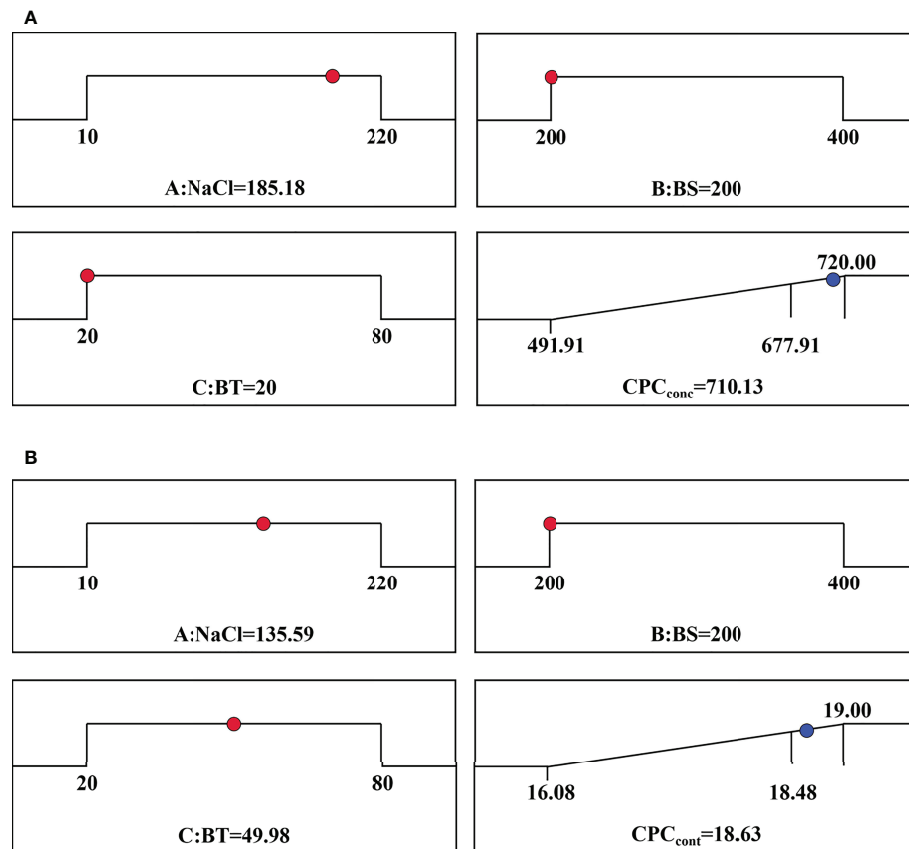 A
10 220
A:NaCl=185.18
200 400
B:BS=200
20 80
C:BT=20
720.00
491.91 677.91
CPCconc=710.13
B
10 220
A:NaCl=135.59
200 400
B:BS=200
20 80
C:BT=49.98
19.00
16.08 18.48
CPCcont=18.63